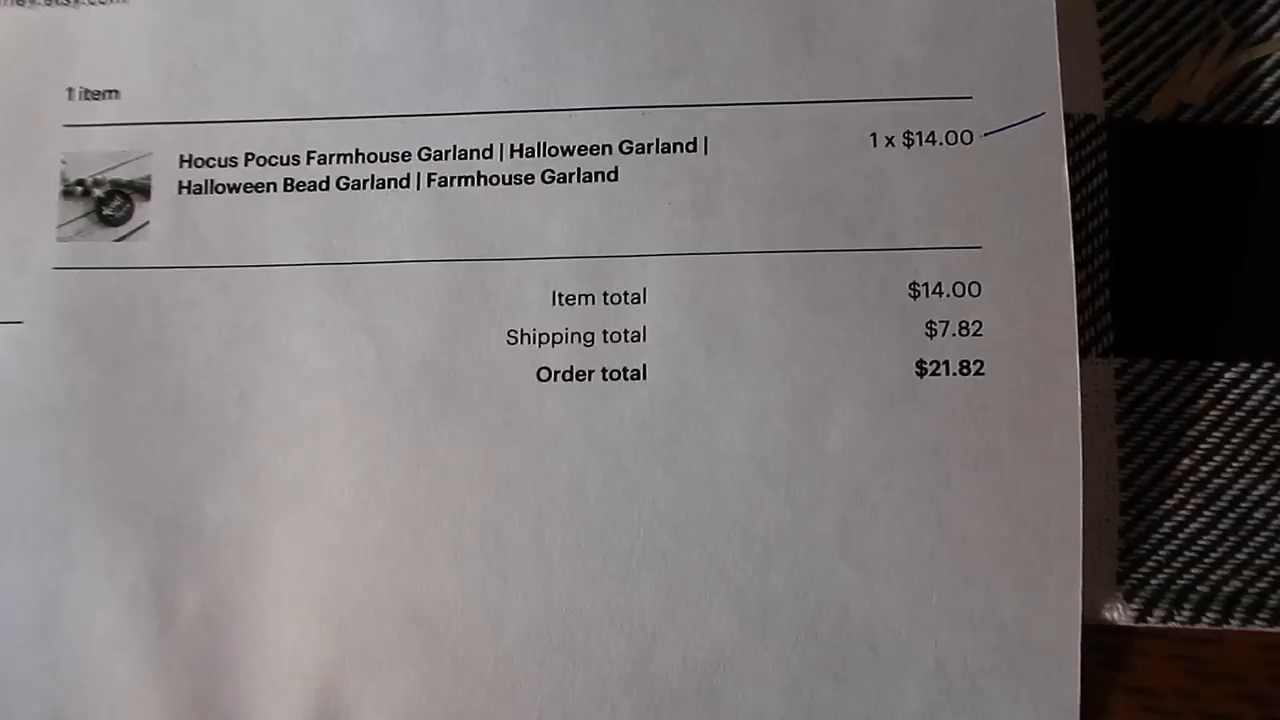 1 item
Hocus Pocus Farmhouse Garland | Halloween Garland |
Halloween Bead Garland | Farmhouse Garland
1 x $14.00
Item total $14.00
Shipping total $7.82
Order total $21.82